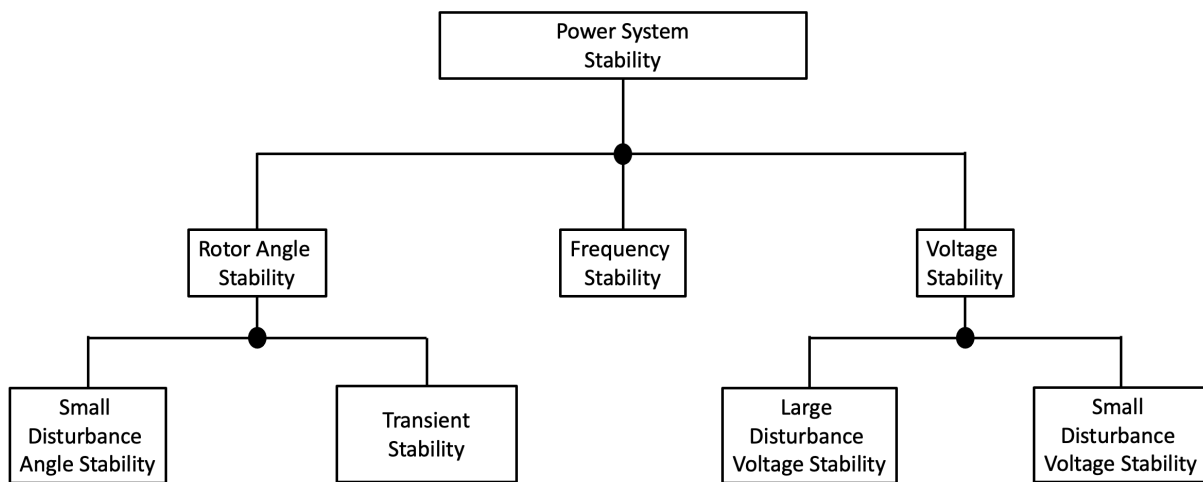 Power System
Stability
Rotor Angle
Stability
Frequency
Stability
Voltage
Stability
Small
Disturbance
Angle Stability
Transient
Stability
Large
Disturbance
Voltage Stability
Small
Disturbance
Voltage Stability